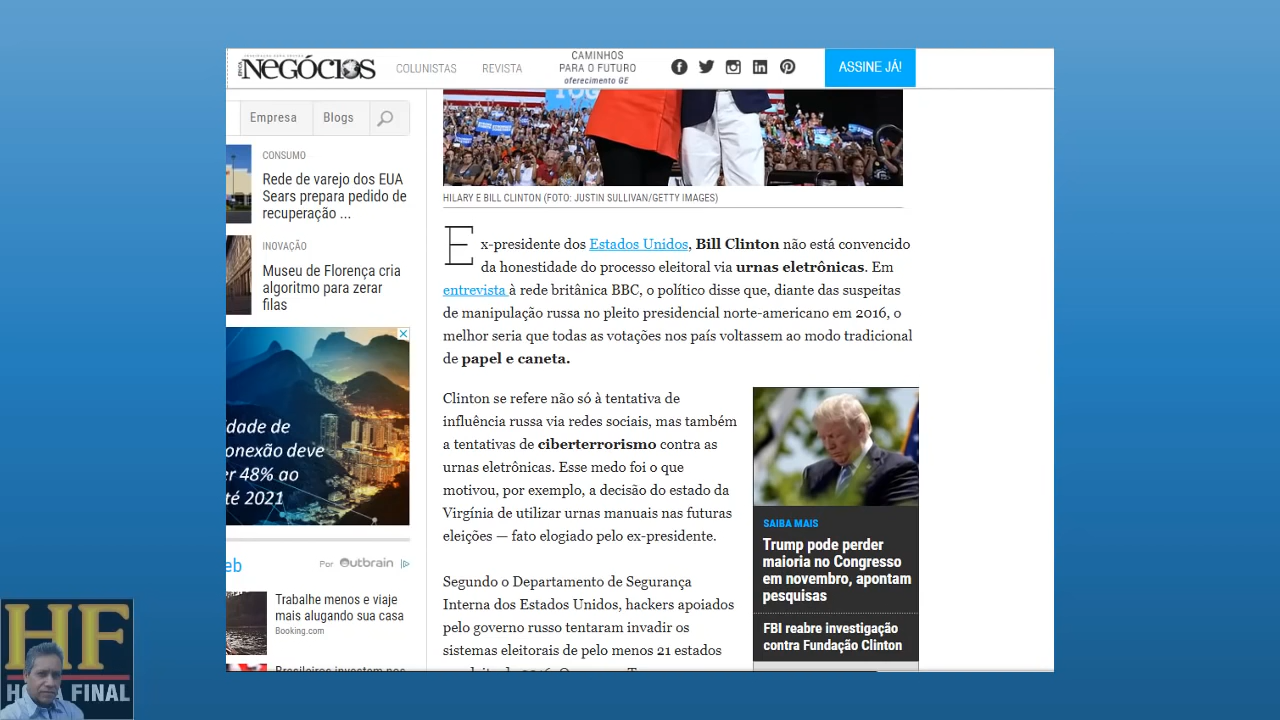 NEGÓCIOS
COLUNISTAS
REVISTA
CAMINHOS
PARA O FUTURO
oferecimento GE
ASSINE JÁ!
Empresa
Blogs
CONSUMO
Rede de varejo dos EUA
Sears prepara pedido de
recuperação ...
INOVAÇÃO
Museu de Florença cria
algoritmo para zerar
filas
idade de
onexão deve
er 48% ao
té 2021
eb
Por Outbrain
Trabalhe menos e viaje
mais alugando sua casa
Booking.com
HILARY E BILL CLINTON (FOTO: JUSTIN SULLIVAN/GETTY IMAGES)
Ex-presidente dos Estados Unidos, Bill Clinton não está convencido
da honestidade do processo eleitoral via urnas eletrônicas. Em
entrevista à rede britânica BBC, o político disse que, diante das suspeitas
de manipulação russa no pleito presidencial norte-americano em 2016, o
melhor seria que todas as votações nos país voltassem ao modo tradicional
de papel e caneta.
Clinton se refere não só à tentativa de
influência russa via redes sociais, mas também
a tentativas de ciberterrorismo contra as
urnas eletrônicas. Esse medo foi o que
motivou, por exemplo, a decisão do estado da
Virgínia de utilizar urnas manuais nas futuras
eleições — fato elogiado pelo ex-presidente.
Segundo o Departamento de Segurança
Interna dos Estados Unidos, hackers apoiados
pelo governo russo tentaram invadir os
sistemas eleitorais de pelo menos 21 estados
SAIBA MAIS
Trump pode perder
maioria no Congresso
em novembro, apontam
pesquisas
FBI reabre investigação
contra Fundação Clinton
HF
FINAL